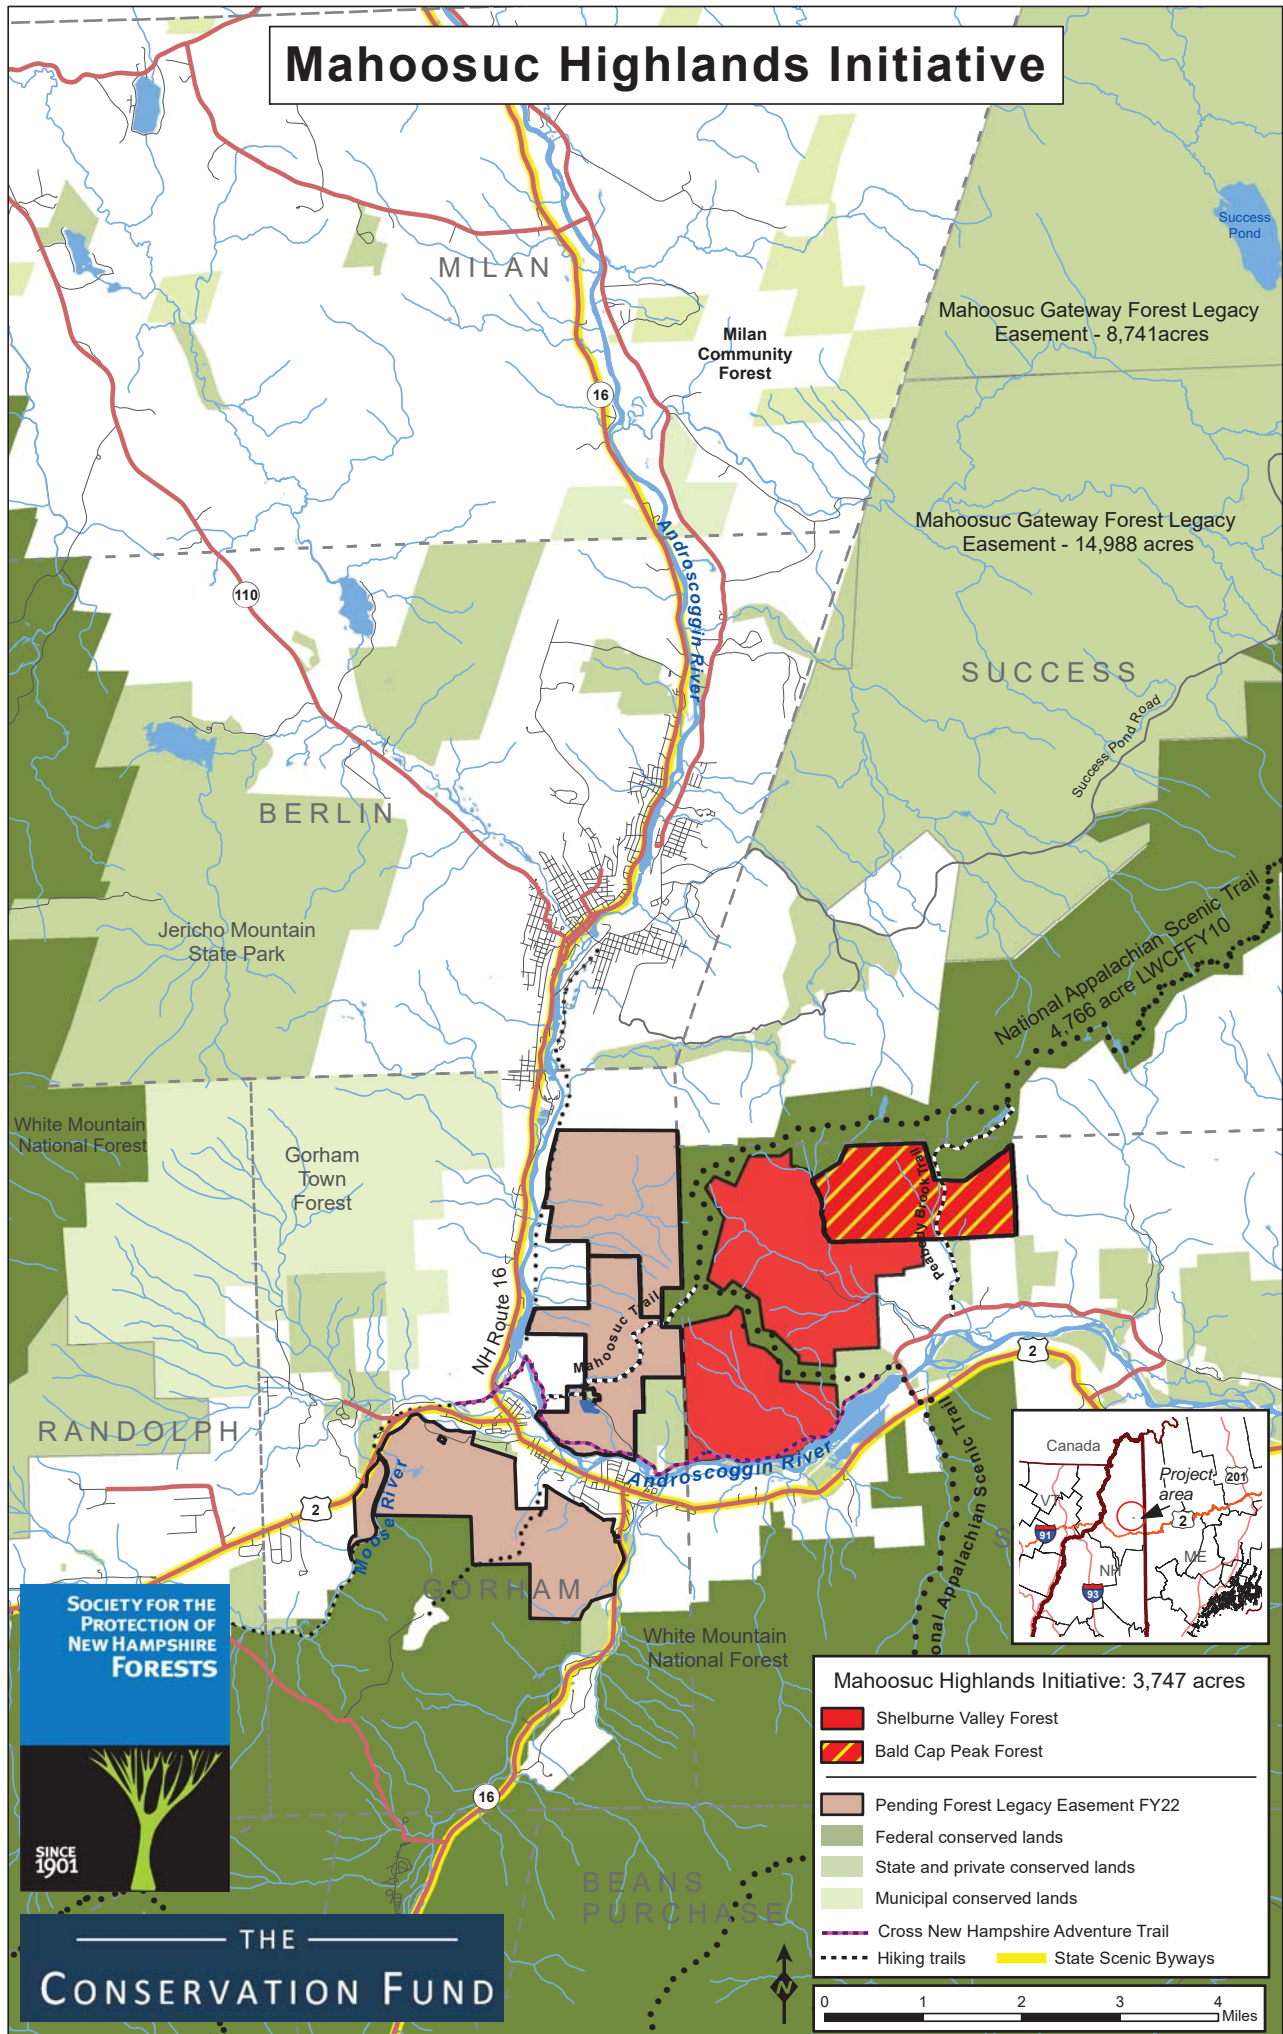 Mahoosuc Highlands Initiative
Success
Pond
MILAN
Mahoosuc Gateway Forest Legacy
Easement - 8,741acres
Milan
Community
Forest
16
Mahoosuc Gateway Forest Legacy
Easement - 14,988 acres
Androscoggin River
110
SUCCESS
Success Pond Road
BERLIN
Jericho Mountain
State Park
National Appalachian Scenic Trail
4,766 acre LWCFFY10
White Mountain
National Forest
Gorham
Town
Forest
Peabody Brook Trail
NH Route 16
Mahoosuc Trail
2
RANDOLPH
Androscoggin River
Moose River
2
onal Appalachian Scenic Trail
S
Canada
Project
area
201
VT
2
91
ME
NH
93
GORHAM
White Mountain
National Forest
SOCIETY FOR THE
PROTECTION OF
NEW HAMPSHIRE
FORESTS
SINCE
1901
16
BEANS
PURCHASE
Mahoosuc Highlands Initiative: 3,747 acres
Shelburne Valley Forest
Bald Cap Peak Forest
Pending Forest Legacy Easement FY22
Federal conserved lands
State and private conserved lands
Municipal conserved lands
Cross New Hampshire Adventure Trail
Hiking trails State Scenic Byways
THE
CONSERVATION FUND
N
0 1 2 3 4
Miles